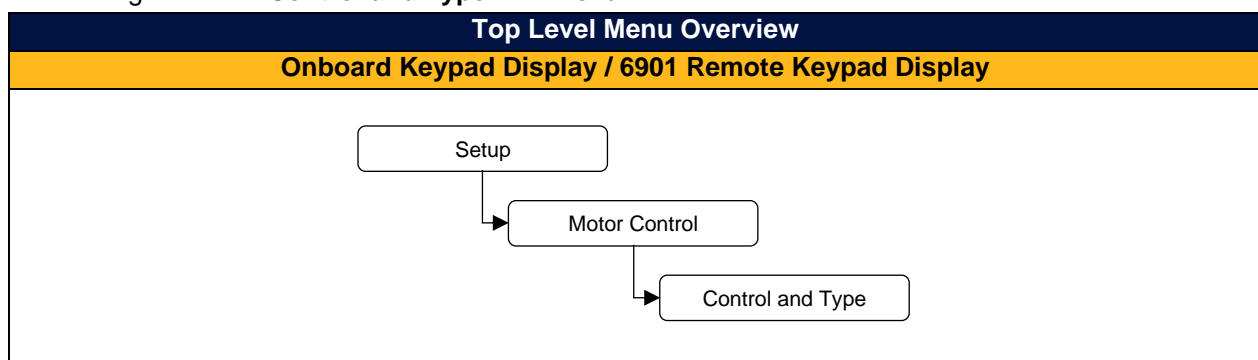 Top Level Menu Overview
Onboard Keypad Display / 6901 Remote Keypad Display
Setup
Motor Control
Control and Type